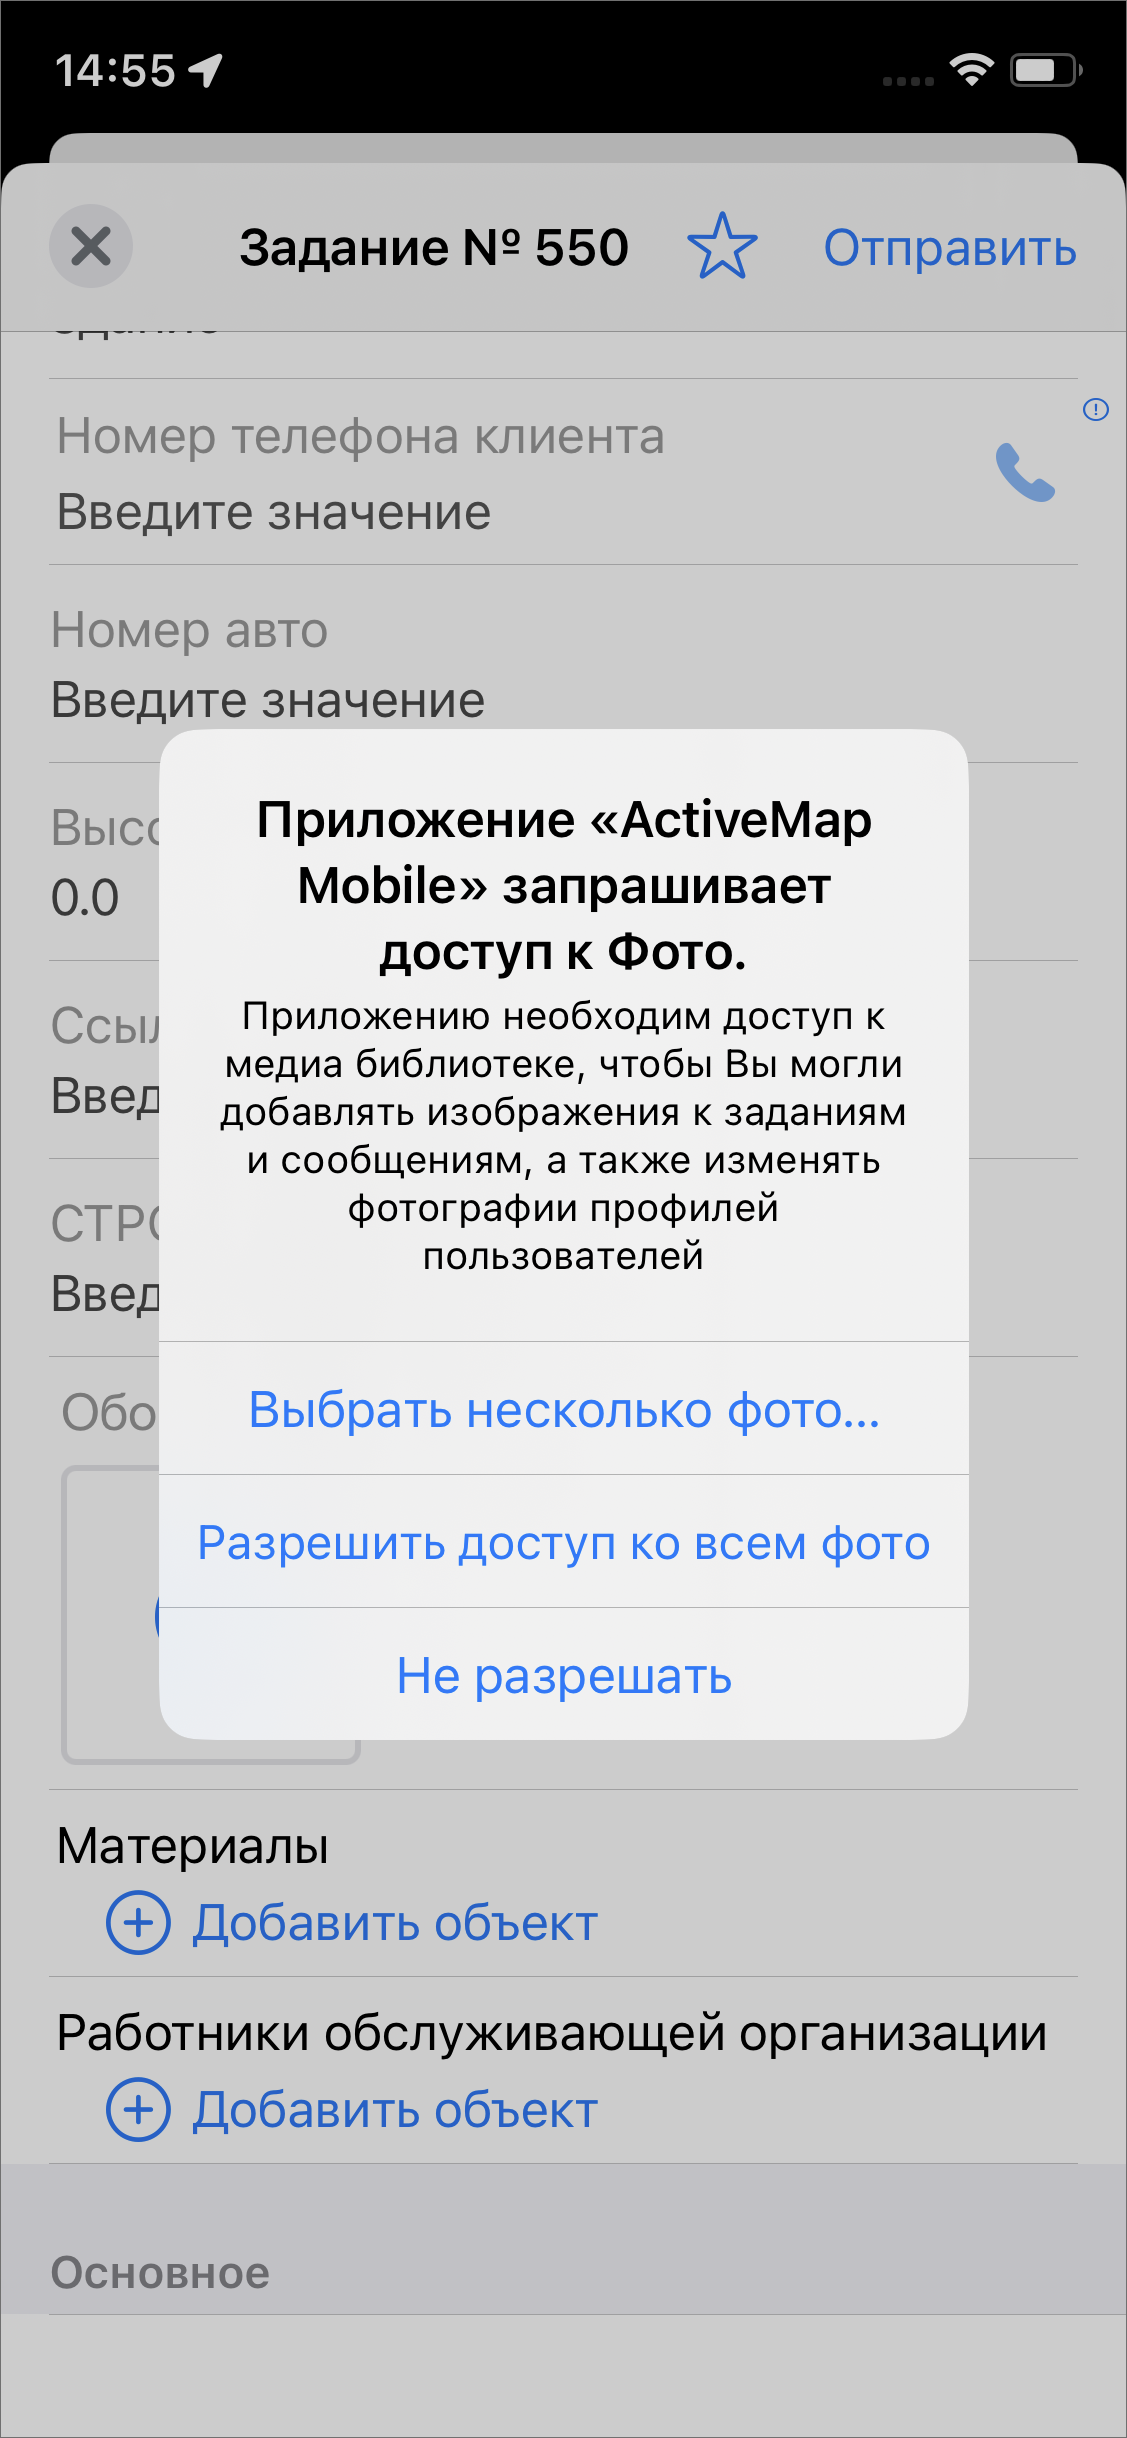 14:55
Задание № 550
Отправить
здание
Номер телефона клиента
Введите значение
Номер авто
Введите значение
0.0
Приложение «ActiveMap
Mobile» запрашивает
доступ к Фото.
Приложению необходим доступ к
медиа библиотеке, чтобы Вы могли
добавлять изображения к заданиям
и сообщениям, а также изменять
фотографии профилей
пользователей
Выбрать несколько фото...
Разрешить доступ ко всем фото
Не разрешать
Материалы
Добавить объект
Работники обслуживающей организации
Добавить объект
Основное